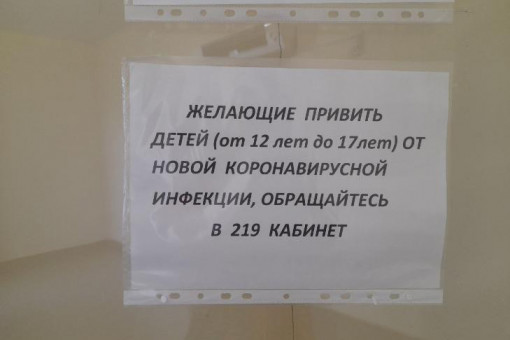 ЖЕЛАЮЩИЕ ПРИВИТЬ
ДЕТЕЙ (от 12 лет до 17лет) ОТ
НОВОЙ КОРОНАВИРУСНОЙ
ИНФЕКЦИИ, ОБРАЩАЙТЕСЬ
В 219 КАБИНЕТ